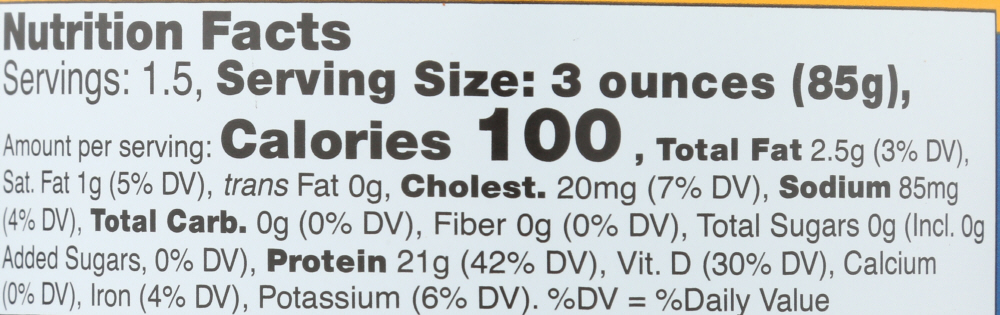 Nutrition Facts
Servings: 1.5, Serving Size: 3 ounces (85g),
Amount per serving: Calories 100, Total Fat 2.5g (3% DV),
Sat. Fat 1g (5% DV), trans Fat 0g, Cholest. 20mg (7% DV), Sodium 85mg
(4% DV), Total Carb. 0g (0% DV), Fiber 0g (0% DV), Total Sugars 0g (Incl. 0g
Added Sugars, 0% DV), Protein 21g (42% DV), Vit. D (30% DV), Calcium
(0% DV), Iron (4% DV), Potassium (6% DV). %DV = %Daily Value